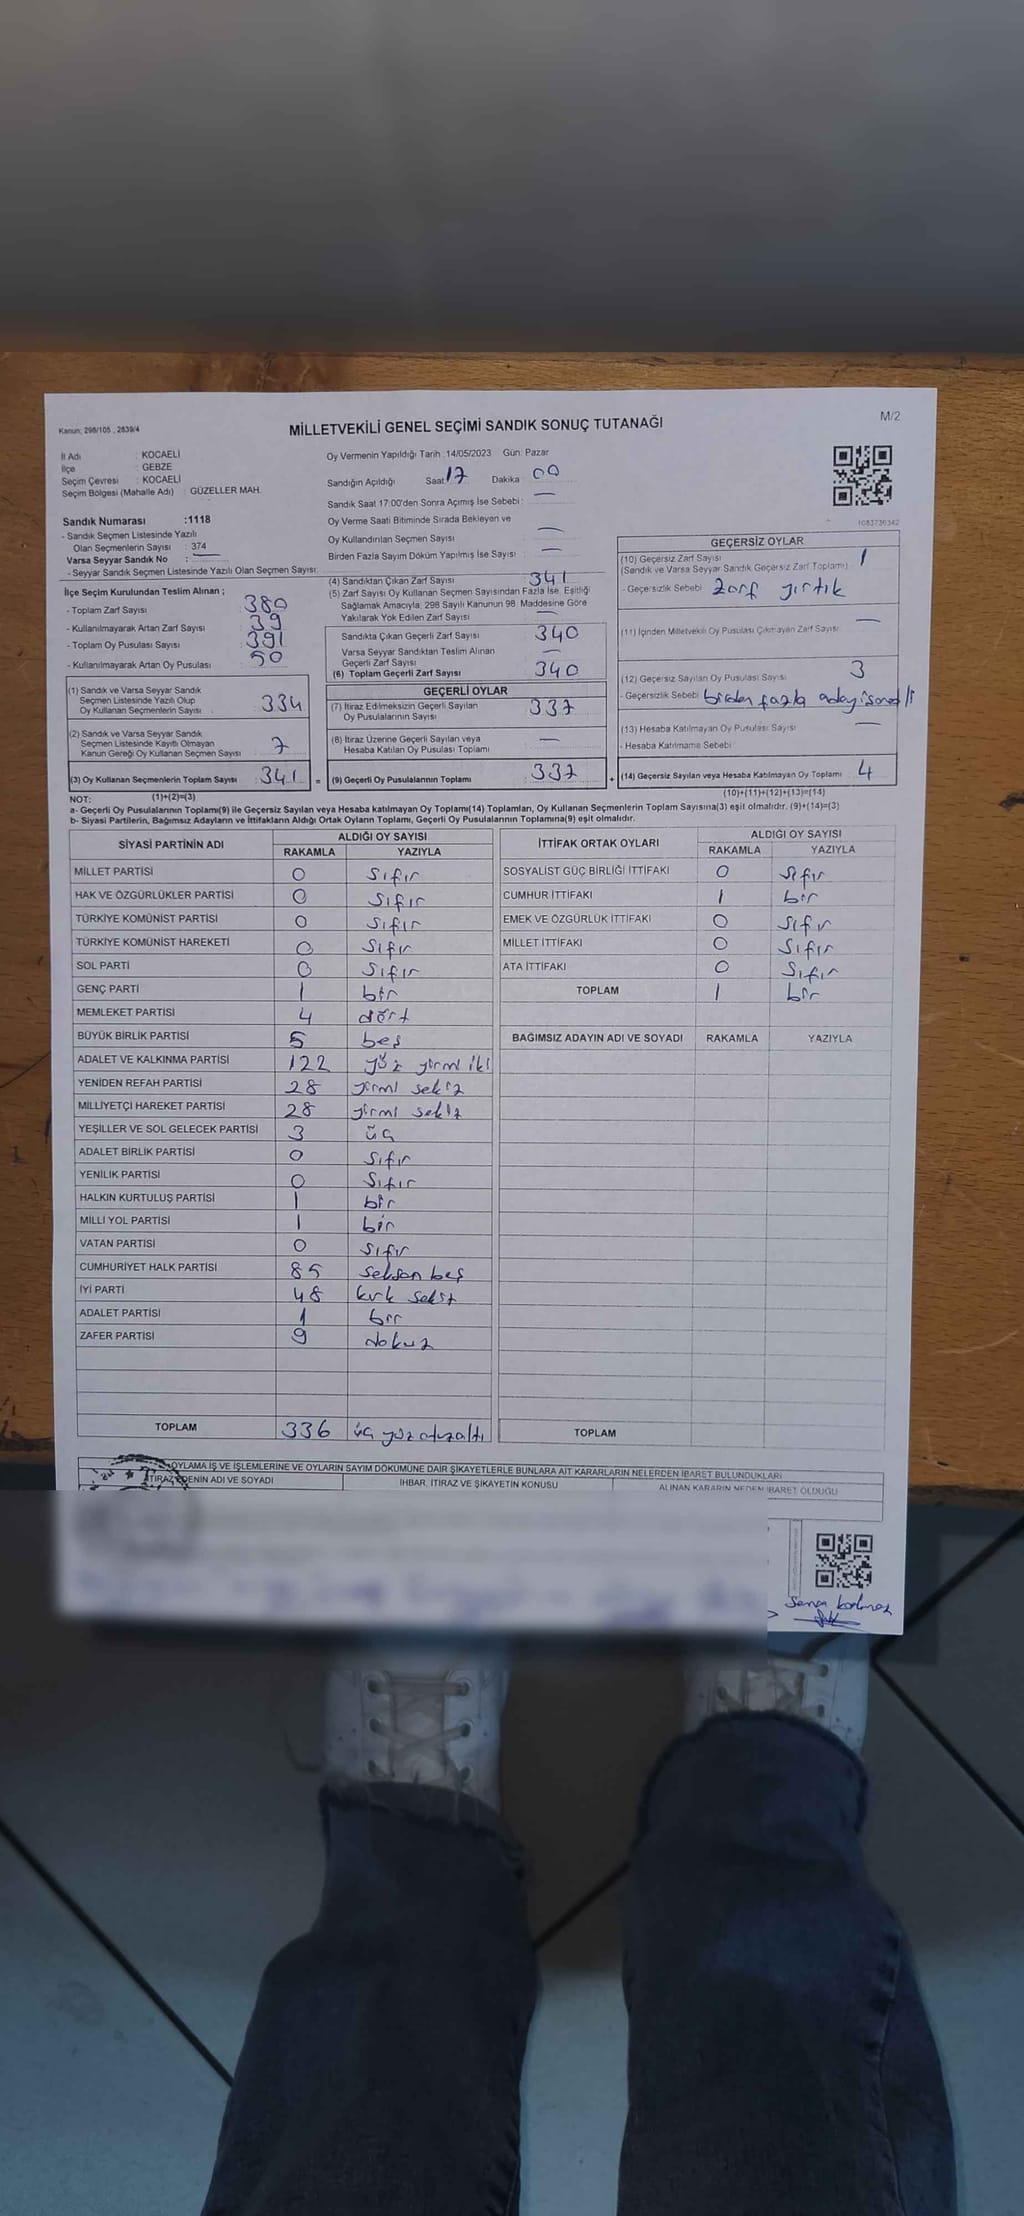 Kanun; 298/105 , 2839/4
MİLLETVEKİLİ GENEL SEÇİMİ SANDIK SONUÇ TUTANAĞI
M/2
İl Adı : KOCAELİ
İlçe : GEBZE
Seçim Çevresi : KOCAELİ
Seçim Bölgesi (Mahalle Adı) : GÜZELLER MAH.
Oy Vermenin Yapıldığı Tarih :14/05/2023 Gün: Pazar
Sandığın Açıldığı Saat 17 Dakika 00
Sandık Saat 17:00'den Sonra Açmış İse Sebebi : —
Oy Verme Saati Bitiminde Sırada Bekleyen ve
Oy Kullandırılan Seçmen Sayısı : —
Birden Fazla Sayım Döküm Yapılmış İse Sayısı : —
1083736342
Sandık Numarası :1118
- Sandık Seçmen Listesinde Yazılı
Olan Seçmenlerin Sayısı : 374
Varsa Seyyar Sandık No : —
- Seyyar Sandık Seçmen Listesinde Yazılı Olan Seçmen Sayısı:
İlçe Seçim Kurulundan Teslim Alınan ;
- Toplam Zarf Sayısı : 380
- Kullanılmayarak Artan Zarf Sayısı : 39
- Toplam Oy Pusulası Sayısı : 391
- Kullanılmayarak Artan Oy Pusulası : 50
(1) Sandık ve Varsa Seyyar Sandık
Seçmen Listesinde Yazılı Olup
Oy Kullanan Seçmenlerin Sayısı : 334
(2) Sandık ve Varsa Seyyar Sandık
Seçmen Listesinde Kayıtlı Olmayan
Kanun Gereği Oy Kullanan Seçmen Sayısı : 7
(3) Oy Kullanan Seçmenlerin Toplam Sayısı : 341 =
(1)+(2)=(3)
(4) Sandıktan Çıkan Zarf Sayısı : 341
(5) Zarf Sayısı Oy Kullanan Seçmen Sayısından Fazla İse, Eşitliği
Sağlamak Amacıyla, 298 Sayılı Kanunun 98. Maddesine Göre
Yakılarak Yok Edilen Zarf Sayısı : —
Sandıkta Çıkan Geçerli Zarf Sayısı : 340
Varsa Seyyar Sandıktan Teslim Alınan
Geçerli Zarf Sayısı : —
(6) Toplam Geçerli Zarf Sayısı : 340
GEÇERLİ OYLAR
(7) İtiraz Edilmeksizin Geçerli Sayılan
Oy Pusulalarının Sayısı : 337
(8) İtiraz Üzerine Geçerli Sayılan veya
Hesaba Katılan Oy Pusulası Toplamı : —
(9) Geçerli Oy Pusulalarının Toplamı : 337 +
GEÇERSİZ OYLAR
(10) Geçersiz Zarf Sayısı : 1
(Sandık ve Varsa Seyyar Sandık Geçersiz Zarf Toplamı)
- Geçersizlik Sebebi : Zarf yırtık
(11) İçinden Milletvekili Oy Pusulası Çıkmayan Zarf Sayısı : —
(12) Geçersiz Sayılan Oy Pusulası Sayısı : 3
- Geçersizlik Sebebi : birden fazla aday
(13) Hesaba Katılmayan Oy Pusulası Sayısı : —
- Hesaba Katılmama Sebebi :
(14) Geçersiz Sayılan veya Hesaba Katılmayan Oy Toplamı : 4
(10)+(11)+(12)+(13)=(14)
NOT:
a- Geçerli Oy Pusulalarının Toplamı(9) ile Geçersiz Sayılan veya Hesaba katılmayan Oy Toplamı(14) Toplamları, Oy Kullanan Seçmenlerin Toplam Sayısına(3) eşit olmalıdır. (9)+(14)=(3)
b- Siyasi Partilerin, Bağımsız Adayların ve İttifakların Aldığı Ortak Oyların Toplamı, Geçerli Oy Pusulalarının Toplamına(9) eşit olmalıdır.
SİYASİ PARTİNİN ADI ALDIĞI OY SAYISI
RAKAMLA YAZIYLA
MİLLET PARTİSİ 0 sıfır
HAK VE ÖZGÜRLÜKLER PARTİSİ 0 sıfır
TÜRKİYE KOMÜNİST PARTİSİ 0 sıfır
TÜRKİYE KOMÜNİST HAREKETİ 0 sıfır
SOL PARTİ 0 sıfır
GENÇ PARTİ 1 bir
MEMLEKET PARTİSİ 4 dört
BÜYÜK BİRLİK PARTİSİ 5 beş
ADALET VE KALKINMA PARTİSİ 122 yüz yirmi iki
YENİDEN REFAH PARTİSİ 28 yirmi sekiz
MİLLİYETÇİ HAREKET PARTİSİ 28 yirmi sekiz
YEŞİLLER VE SOL GELECEK PARTİSİ 3 üç
ADALET BİRLİK PARTİSİ 0 sıfır
YENİLİK PARTİSİ 0 sıfır
HALKIN KURTULUŞ PARTİSİ 1 bir
MİLLİ YOL PARTİSİ 1 bir
VATAN PARTİSİ 0 sıfır
CUMHURİYET HALK PARTİSİ 85 seksen beş
İYİ PARTİ 48 kırk sekiz
ADALET PARTİSİ 1 bir
ZAFER PARTİSİ 9 dokuz
TOPLAM 336 üç yüz otuzaltı
İTTİFAK ORTAK OYLARI ALDIĞI OY SAYISI
RAKAMLA YAZIYLA
SOSYALİST GÜÇ BİRLİĞİ İTTİFAKI 0 sıfır
CUMHUR İTTİFAKI 1 bir
EMEK VE ÖZGÜRLÜK İTTİFAKI 0 sıfır
MİLLET İTTİFAKI 0 sıfır
ATA İTTİFAKI 0 sıfır
TOPLAM 1 bir
BAĞIMSIZ ADAYIN ADI VE SOYADI RAKAMLA YAZIYLA
TOPLAM
OYLAMA İŞ VE İŞLEMLERİNE VE OYLARIN SAYIM DÖKÜMÜNE DAİR ŞİKAYETLERLE BUNLARA AİT KARARLARIN NELERDEN İBARET BULUNDUKLARI
İTİRAZ EDENİN ADI VE SOYADI İHBAR, İTİRAZ VE ŞİKAYETİN KONUSU ALINAN KARARIN NEDEN İBARET OLDUĞU